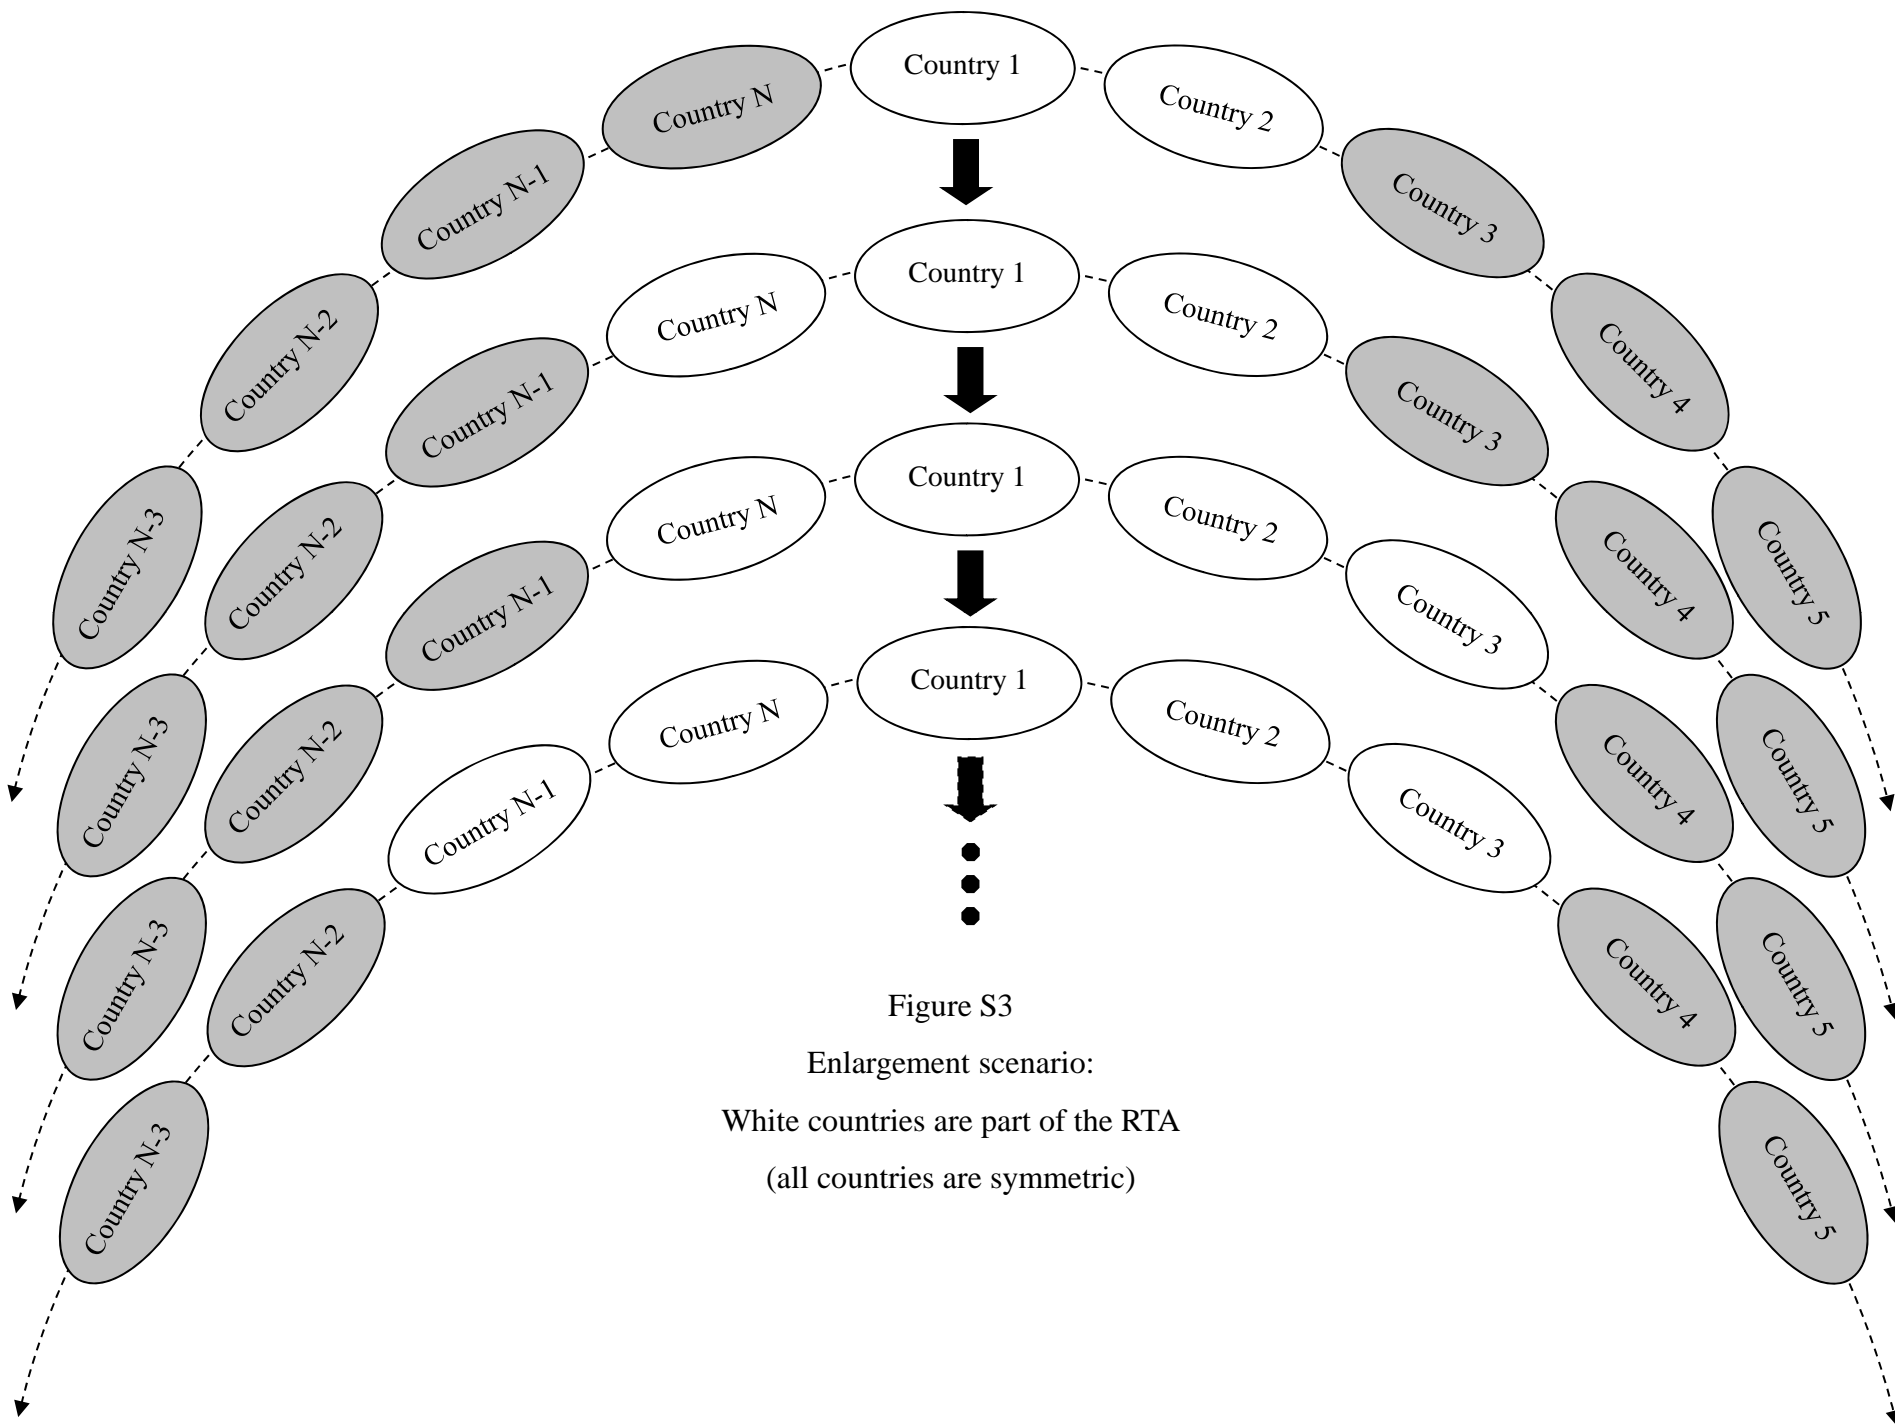 Country 1
Country N
Country 2
Country N-1
Country 3
Country N-2
Country 4
Country N-3
Country 5
Country 1
Country N
Country 2
Country N-1
Country 3
Country N-2
Country 4
Country N-3
Country 5
Country 1
Country N
Country 2
Country N-1
Country 3
Country N-2
Country 4
Country N-3
Country 5
Country 1
Country N
Country 2
Country N-1
Country 3
Country N-2
Country 4
Country N-3
Country 5
Figure S3
Enlargement scenario:
White countries are part of the RTA
(all countries are symmetric)